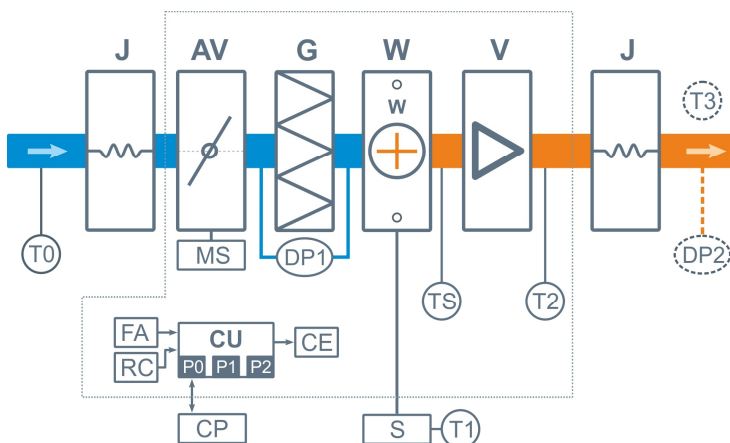 J AV G W V J
T3
W
T0
MS
DP1
DP2
TS
T2
FA
CU
CE
RC
P0 P1 P2
CP
S
T1